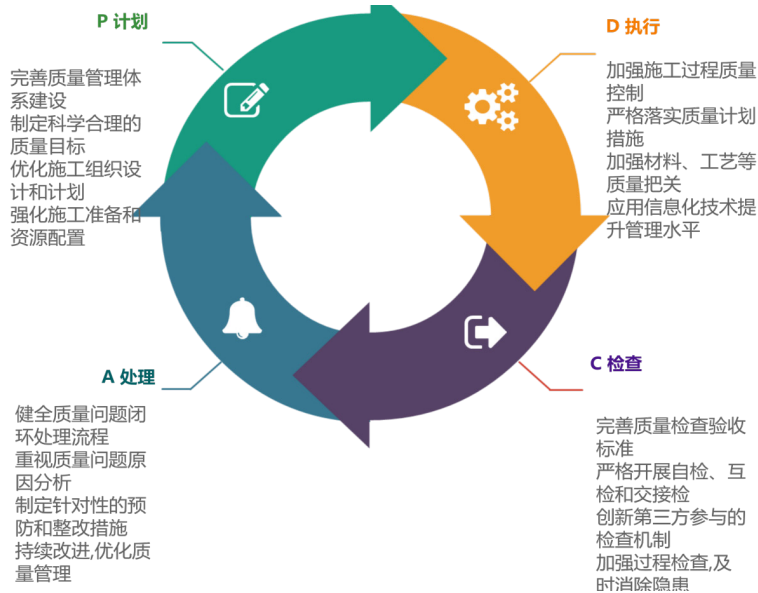 P 计划
完善质量管理体
系建设
制定科学合理的
质量目标
优化施工组织设
计和计划
强化施工准备和
资源配置
D 执行
加强施工过程质量
控制
严格落实质量计划
措施
加强材料、工艺等
质量把关
应用信息化技术提
升管理水平
C 检查
完善质量检查验收
标准
严格开展自检、互
检和交接检
创新第三方参与的
检查机制
加强过程检查,及
时消除隐患
A 处理
健全质量问题闭
环处理流程
重视质量问题原
因分析
制定针对性的预
防和整改措施
持续改进,优化质
量管理